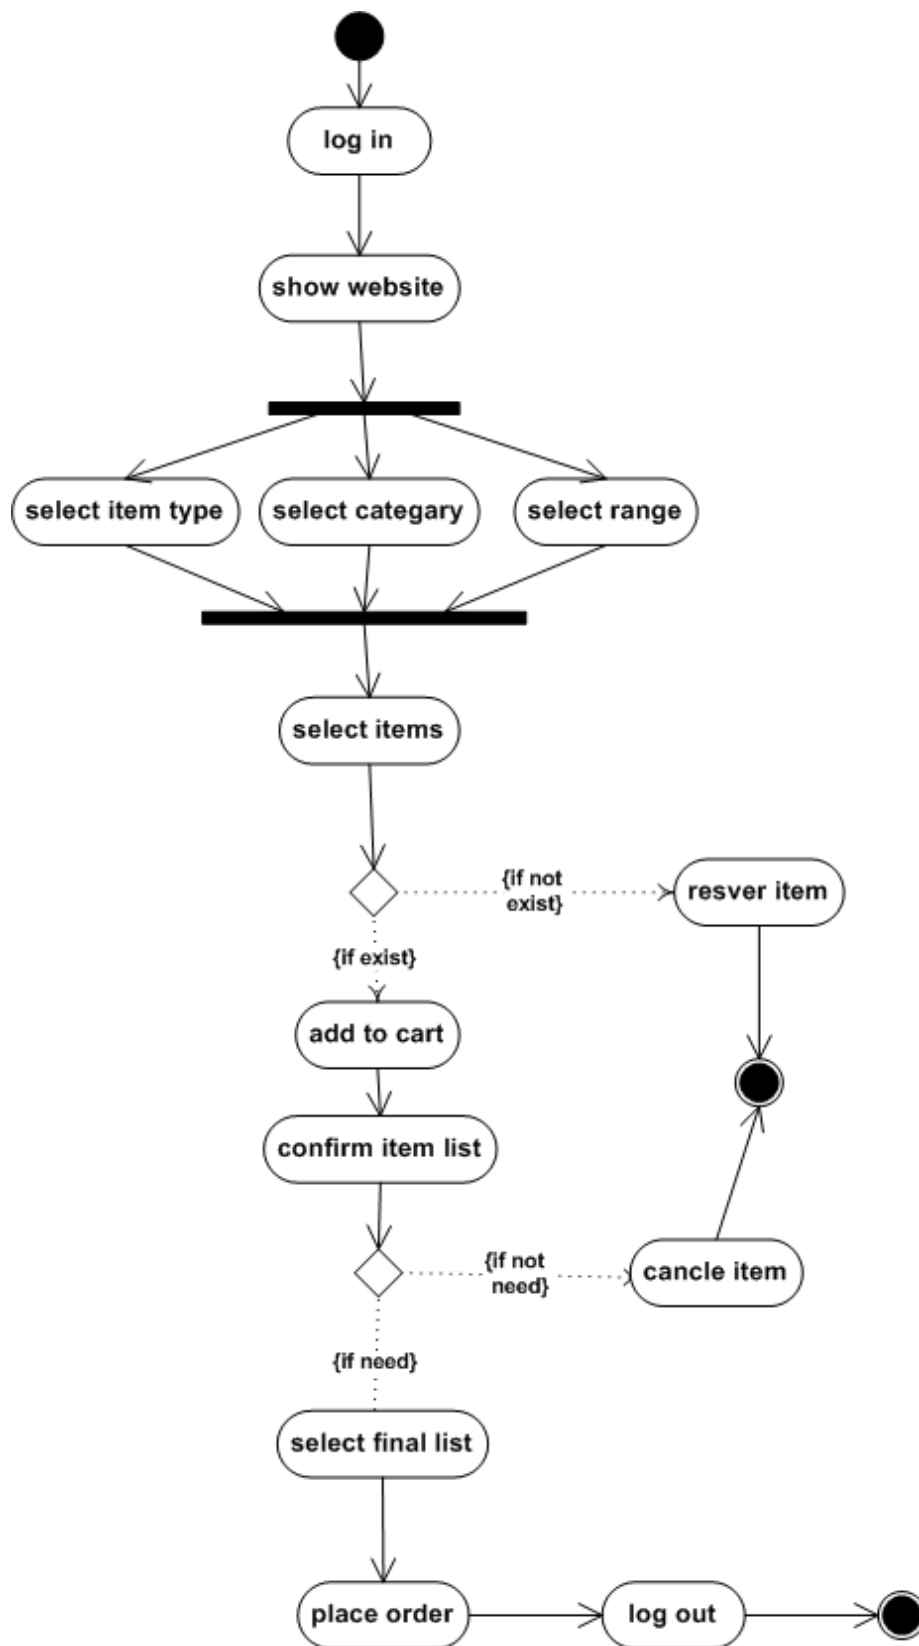 log in
show website
select item type
select categary
select range
select items
{if not
exist}
resver item
{if exist}
add to cart
confirm item list
{if not
need}
cancle item
{if need}
select final list
place order
log out